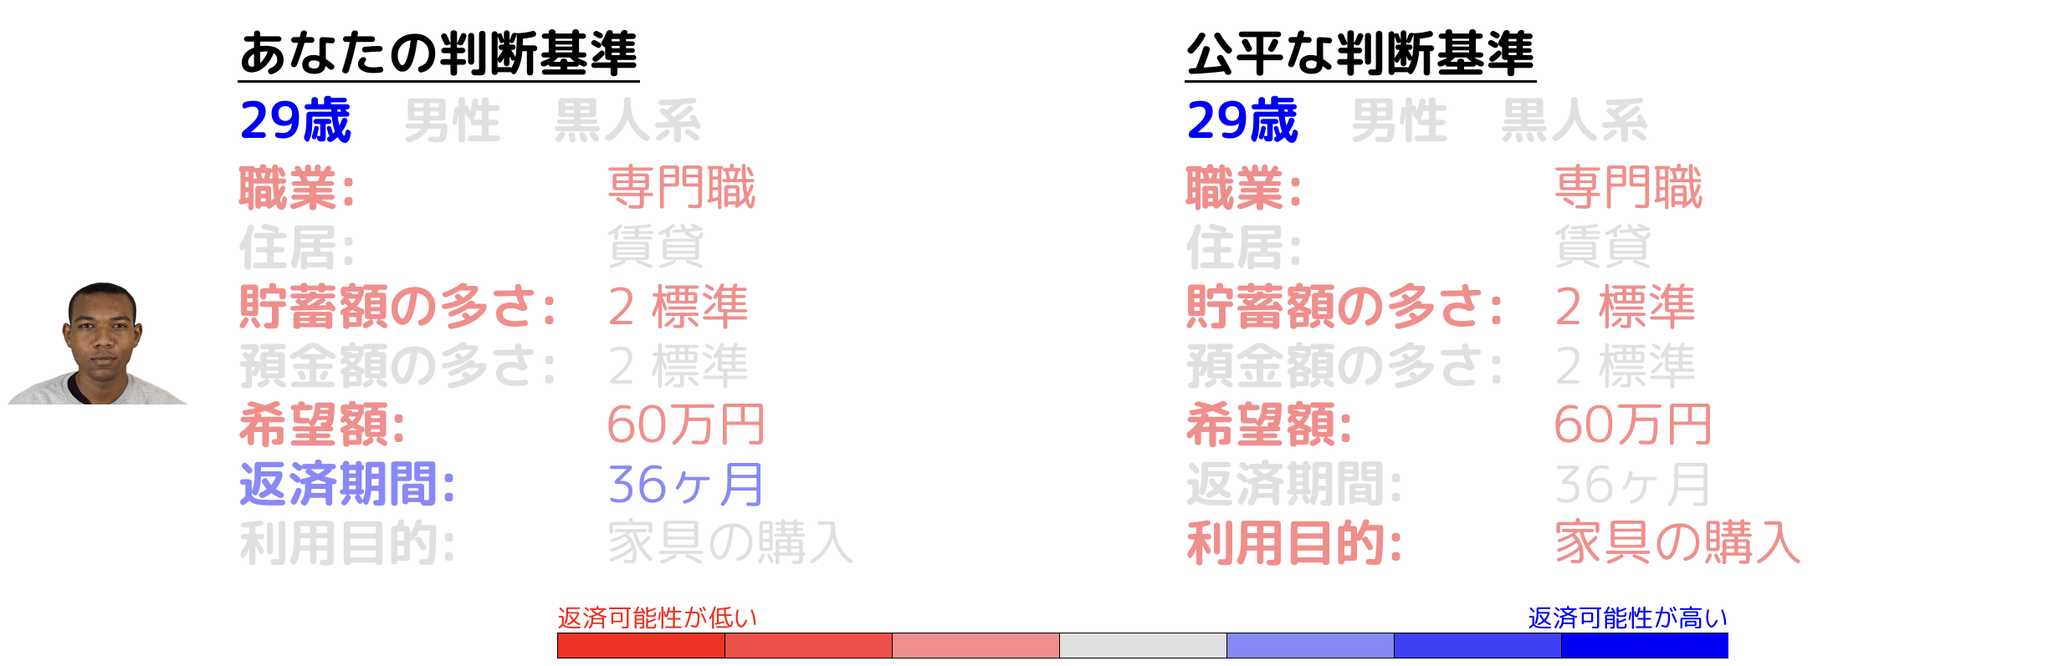 あなたの判断基準
29歳 男性 黒人系
職業: 専門職
住居: 賃貸
貯蓄額の多さ: 2 標準
預金額の多さ: 2 標準
希望額: 60万円
返済期間: 36ヶ月
利用目的: 家具の購入
公平な判断基準
29歳 男性 黒人系
職業: 専門職
住居: 賃貸
貯蓄額の多さ: 2 標準
預金額の多さ: 2 標準
希望額: 60万円
返済期間: 36ヶ月
利用目的: 家具の購入
返済可能性が低い
返済可能性が高い